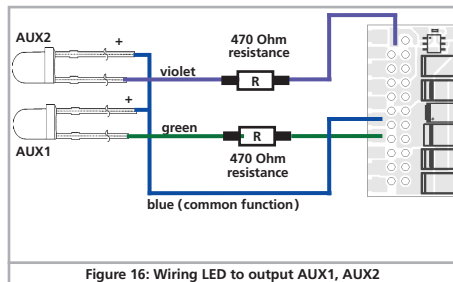 AUX2
+
470 Ohm
resistance
violet
R
+
AUX1
green
R
470 Ohm
resistance
blue (common function)
Figure 16: Wiring LED to output AUX1, AUX2